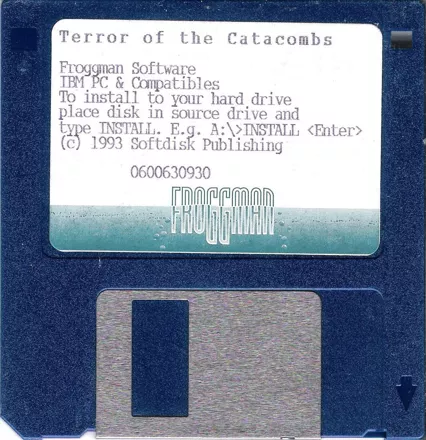 Terror of the Catacombs
Froggman Software
IBM PC & Compatibles
To install to your hard drive
place disk in source drive and
type INSTALL. E.g. A:\>INSTALL <Enter>
(c) 1993 Softdisk Publishing
0600630930
FROGGMAN